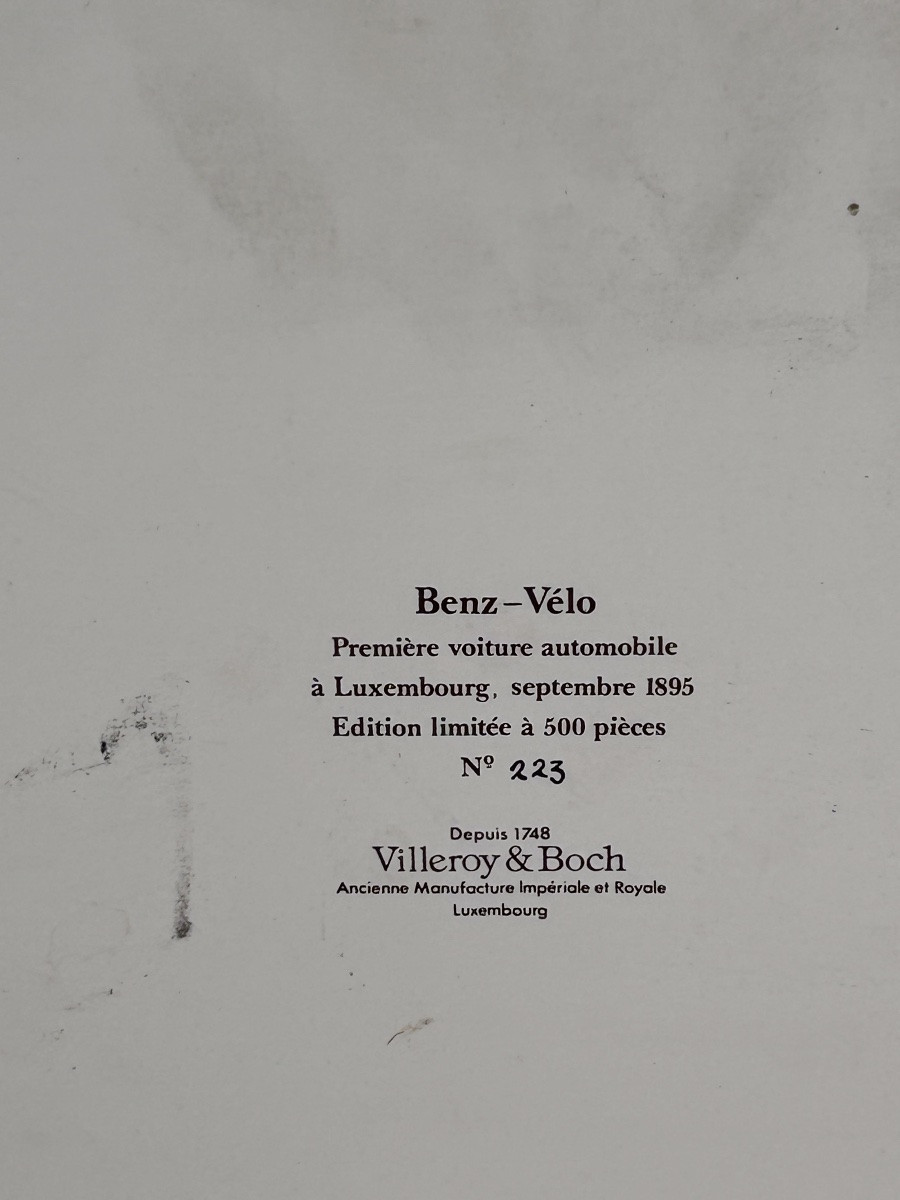 Benz–Vélo
Première voiture automobile
à Luxembourg, septembre 1895
Edition limitée à 500 pièces
Nº 223
Depuis 1748
Villeroy & Boch
Ancienne Manufacture Impériale et Royale
Luxembourg